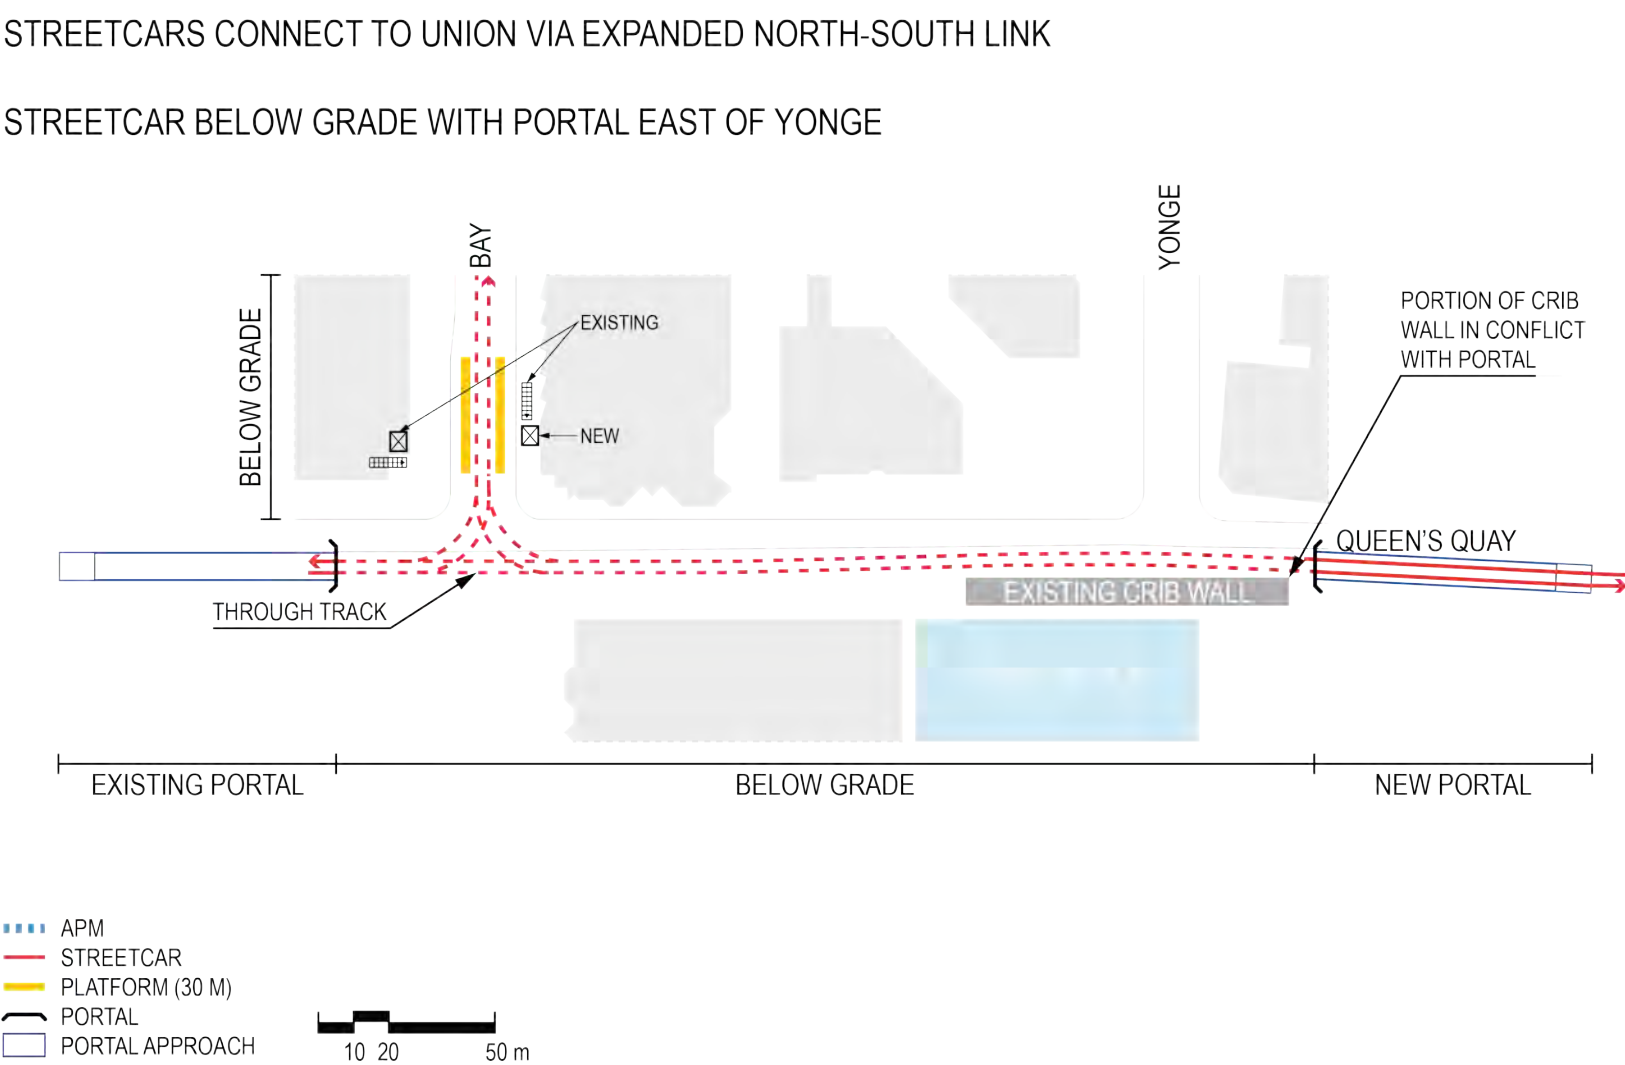 STREETCARS CONNECT TO UNION VIA EXPANDED NORTH-SOUTH LINK
STREETCAR BELOW GRADE WITH PORTAL EAST OF YONGE
BAY
YONGE
BELOW GRADE
EXISTING
NEW
PORTION OF CRIB
WALL IN CONFLICT
WITH PORTAL
QUEEN'S QUAY
THROUGH TRACK
EXISTING CRIB WALL
EXISTING PORTAL
BELOW GRADE
NEW PORTAL
APM
STREETCAR
PLATFORM (30 M)
PORTAL
PORTAL APPROACH
10 20 50 m